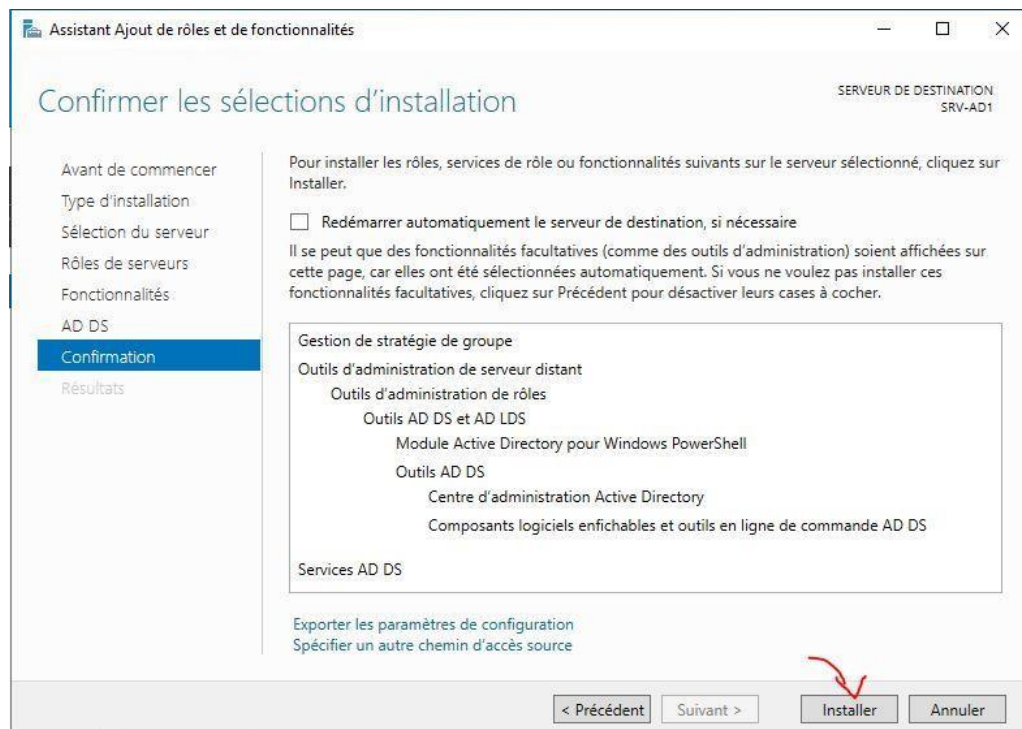 Assistant Ajout de rôles et de fonctionnalités
Confirmer les sélections d'installation
SERVEUR DE DESTINATION
SRV-AD1
Avant de commencer
Type d'installation
Sélection du serveur
Rôles de serveurs
Fonctionnalités
AD DS
Confirmation
Résultats
Pour installer les rôles, services de rôle ou fonctionnalités suivants sur le serveur sélectionné, cliquez sur
Installer.
Redémarrer automatiquement le serveur de destination, si nécessaire
Il se peut que des fonctionnalités facultatives (comme des outils d'administration) soient affichées sur
cette page, car elles ont été sélectionnées automatiquement. Si vous ne voulez pas installer ces
fonctionnalités facultatives, cliquez sur Précédent pour désactiver leurs cases à cocher.
Gestion de stratégie de groupe
Outils d'administration de serveur distant
Outils d'administration de rôles
Outils AD DS et AD LDS
Module Active Directory pour Windows PowerShell
Outils AD DS
Centre d'administration Active Directory
Composants logiciels enfichables et outils en ligne de commande AD DS
Services AD DS
Exporter les paramètres de configuration
Spécifier un autre chemin d'accès source
< Précédent
Suivant >
Installer
Annuler